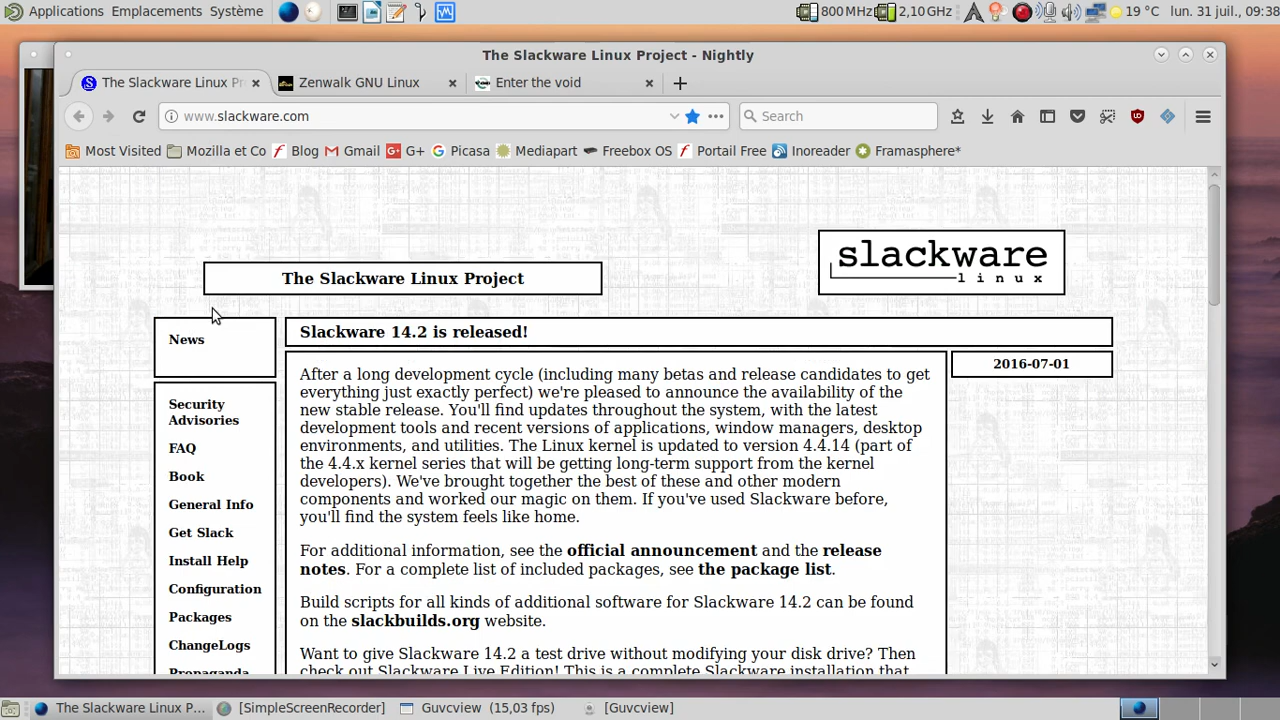 Applications Emplacements Système 800 MHz 2,10 GHz 19 °C lun. 31 juil., 09:38
The Slackware Linux Project - Nightly
The Slackware Linux Pr Zenwalk GNU Linux Enter the void
www.slackware.com Search
Most Visited Mozilla et Co Blog Gmail G+ Picasa Mediapart Freebox OS Portail Free Inoreader Framasphere*
slackware
linux
The Slackware Linux Project
News
Security
Advisories
FAQ
Book
General Info
Get Slack
Install Help
Configuration
Packages
ChangeLogs
Propaganda
Slackware 14.2 is released!
2016-07-01
After a long development cycle (including many betas and release candidates to get
everything just exactly perfect) we're pleased to announce the availability of the
new stable release. You'll find updates throughout the system, with the latest
development tools and recent versions of applications, window managers, desktop
environments, and utilities. The Linux kernel is updated to version 4.4.14 (part of
the 4.4.x kernel series that will be getting long-term support from the kernel
developers). We've brought together the best of these and other modern
components and worked our magic on them. If you've used Slackware before,
you'll find the system feels like home.
For additional information, see the official announcement and the release
notes. For a complete list of included packages, see the package list.
Build scripts for all kinds of additional software for Slackware 14.2 can be found
on the slackbuilds.org website.
Want to give Slackware 14.2 a test drive without modifying your disk drive? Then
check out Slackware Live Edition! This is a complete Slackware installation that
The Slackware Linux P... [SimpleScreenRecorder] Guvcview (15,03 fps) [Guvcview]